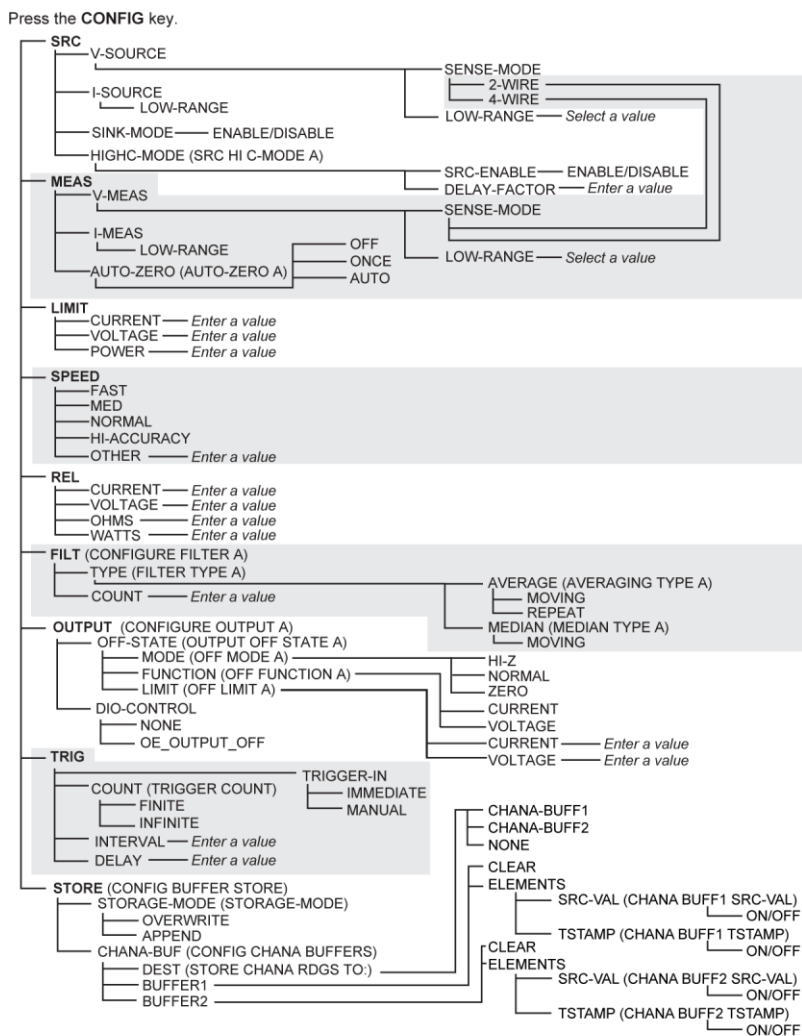 Press the CONFIG key.
SRC
V-SOURCE
SENSE-MODE
2-WIRE
4-WIRE
LOW-RANGE Select a value
I-SOURCE
LOW-RANGE
SINK-MODE ENABLE/DISABLE
HIGHC-MODE (SRC HI C-MODE A)
SRC-ENABLE ENABLE/DISABLE
DELAY-FACTOR Enter a value
MEAS
V-MEAS
SENSE-MODE
LOW-RANGE Select a value
I-MEAS
LOW-RANGE
AUTO-ZERO (AUTO-ZERO A)
OFF
ONCE
AUTO
LIMIT
CURRENT Enter a value
VOLTAGE Enter a value
POWER Enter a value
SPEED
FAST
MED
NORMAL
HI-ACCURACY
OTHER Enter a value
REL
CURRENT Enter a value
VOLTAGE Enter a value
OHMS Enter a value
WATTS Enter a value
FILT (CONFIGURE FILTER A)
TYPE (FILTER TYPE A)
AVERAGE (AVERAGING TYPE A)
MOVING
REPEAT
MEDIAN (MEDIAN TYPE A)
MOVING
COUNT Enter a value
OUTPUT (CONFIGURE OUTPUT A)
OFF-STATE (OUTPUT OFF STATE A)
MODE (OFF MODE A)
HI-Z
NORMAL
ZERO
FUNCTION (OFF FUNCTION A)
CURRENT
VOLTAGE
LIMIT (OFF LIMIT A)
CURRENT Enter a value
VOLTAGE Enter a value
DIO-CONTROL
NONE
OE_OUTPUT_OFF
TRIG
TRIGGER-IN
IMMEDIATE
MANUAL
COUNT (TRIGGER COUNT)
FINITE
INFINITE
INTERVAL Enter a value
DELAY Enter a value
STORE (CONFIG BUFFER STORE)
STORAGE-MODE (STORAGE-MODE)
OVERWRITE
APPEND
CHANA-BUF (CONFIG CHANA BUFFERS)
DEST (STORE CHANA RDGS TO:)
CHANA-BUFF1
CHANA-BUFF2
NONE
BUFFER1
CLEAR
ELEMENTS
SRC-VAL (CHANA BUFF1 SRC-VAL)
ON/OFF
TSTAMP (CHANA BUFF1 TSTAMP)
ON/OFF
BUFFER2
CLEAR
ELEMENTS
SRC-VAL (CHANA BUFF2 SRC-VAL)
ON/OFF
TSTAMP (CHANA BUFF2 TSTAMP)
ON/OFF